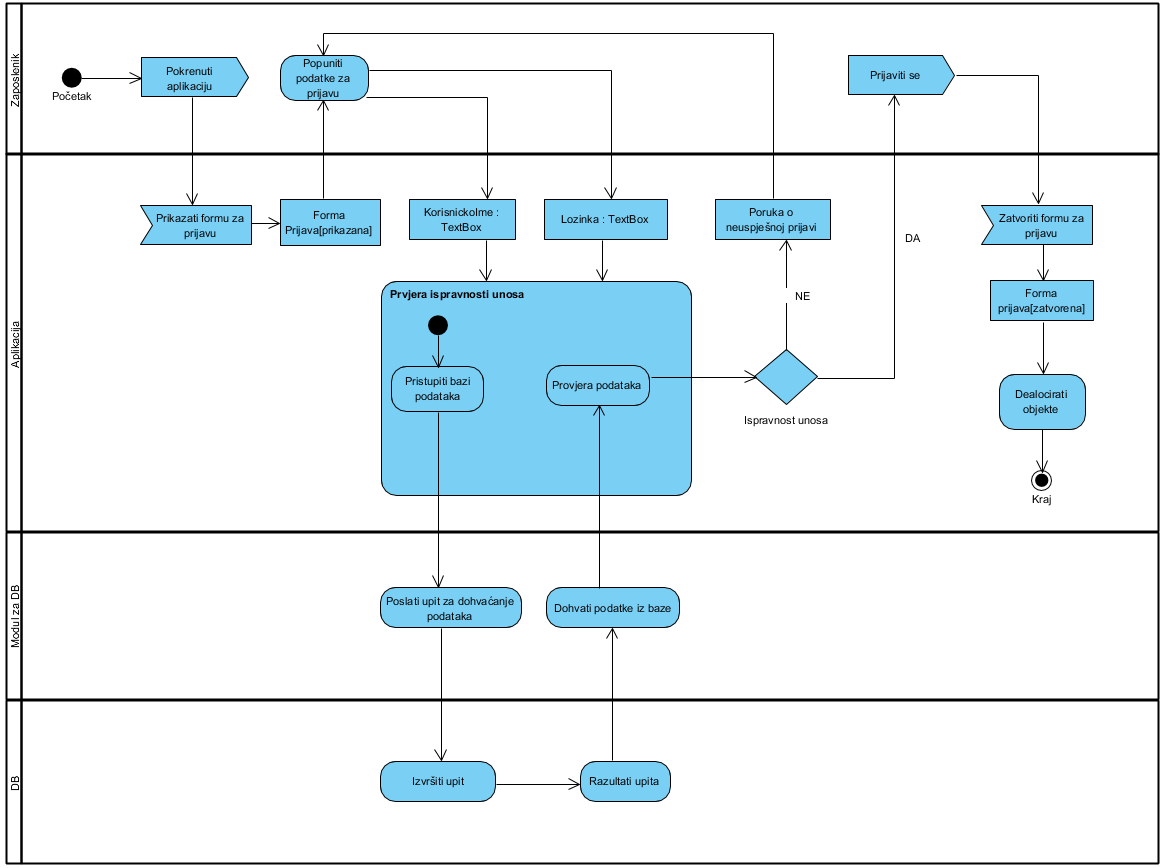 Zaposlenik
Početak
Pokrenuti
aplikaciju
Popuniti
podatke za
prijavu
Prijaviti se
Aplikacija
Prikazati formu za
prijavu
Forma
Prijava[prikazana]
KorisnickoIme :
TextBox
Lozinka : TextBox
Poruka o
neuspješnoj prijavi
DA
Zatvoriti formu za
prijavu
NE
Forma
prijava[zatvorena]
Prvjera ispravnosti unosa
Pristupiti bazi
podataka
Provjera podataka
Ispravnost unosa
Dealocirati
objekte
Kraj
Modul za DB
Poslati upit za dohvaćanje
podataka
Dohvati podatke iz baze
DB
Izvršiti upit
Razultati upita